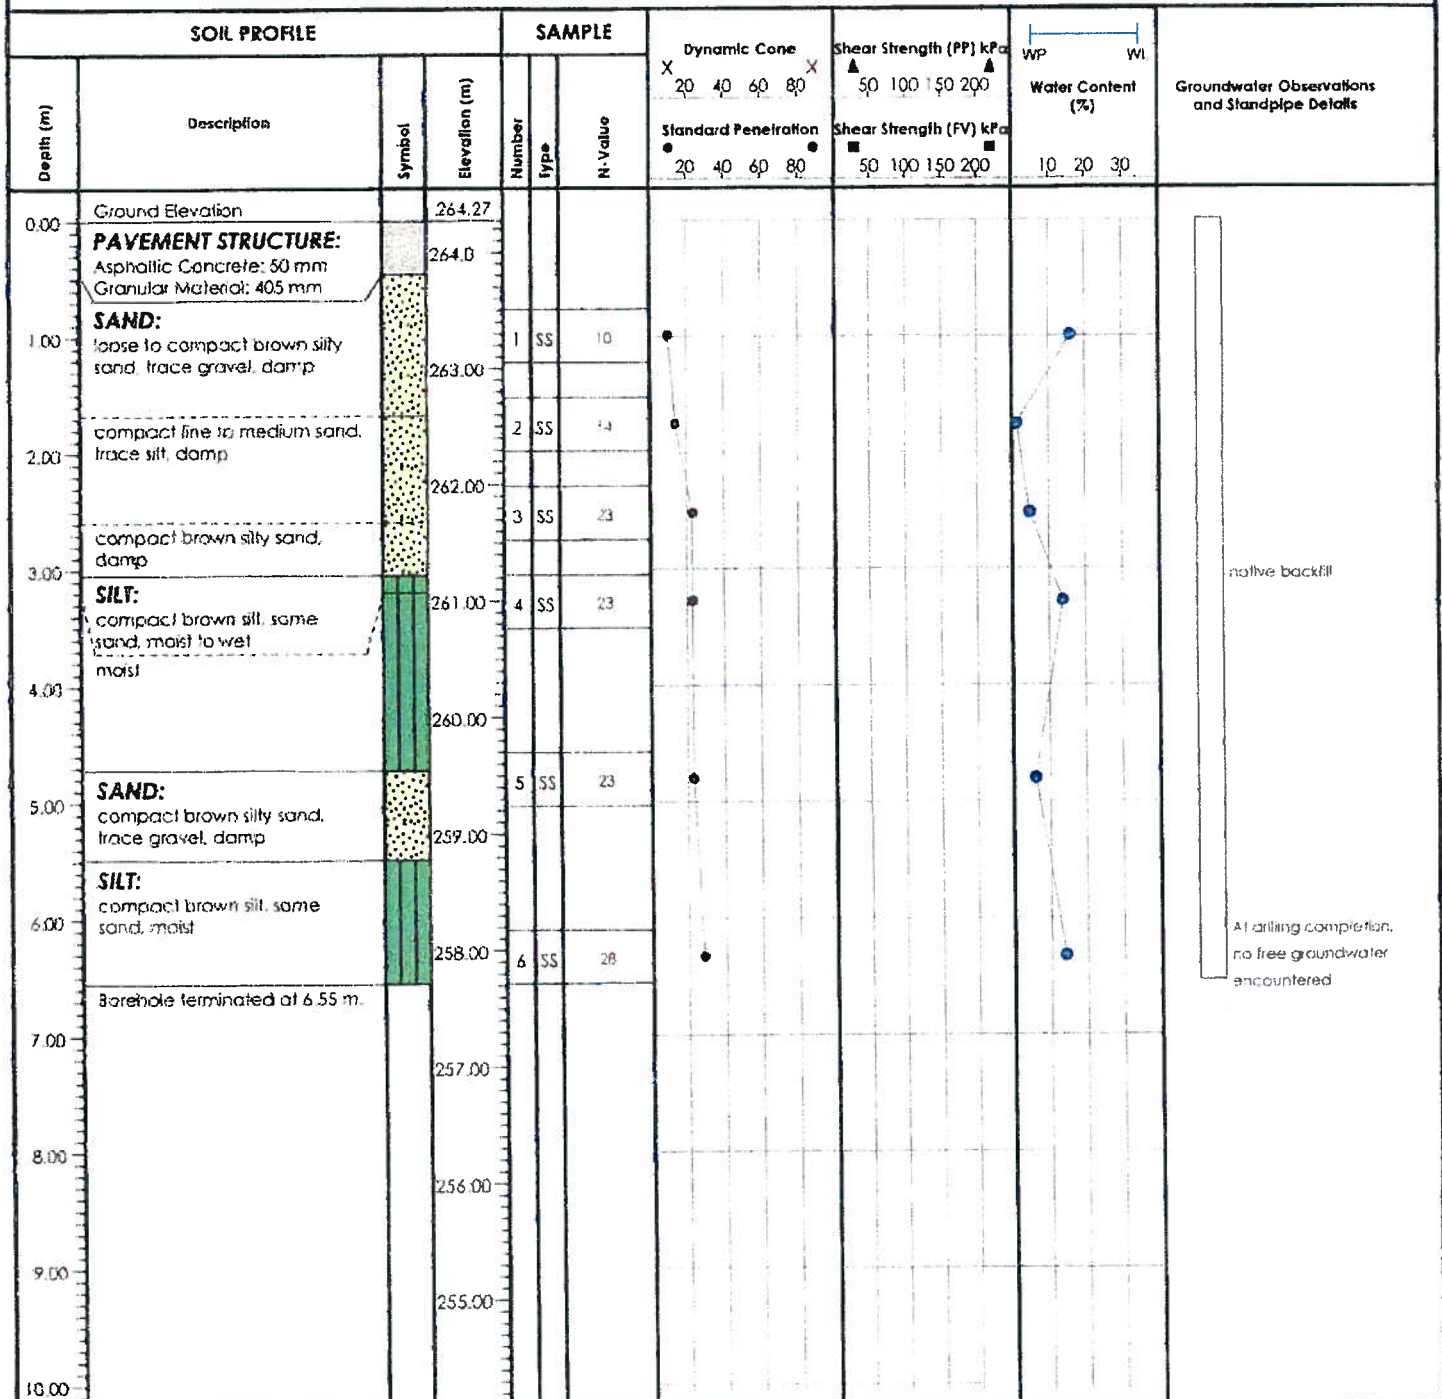 SOIL PROFILE
SAMPLE
Depth (m)
Description
Symbol
Elevation (m)
Number
Type
N-Value
Dynamic Cone
X X
20 40 60 80
Standard Penetration
20 40 60 80
Shear Strength (PP) kPa
50 100 150 200
Shear Strength (FV) kPa
50 100 150 200
WP WL
Water Content
(%)
10 20 30
Groundwater Observations
and Standpipe Details
Ground Elevation 264.27
0.00
PAVEMENT STRUCTURE:
Asphaltic Concrete: 50 mm
Granular Material: 405 mm
264.0
SAND:
loose to compact brown silty
sand, trace gravel, damp
1.00
1 SS 10
263.00
compact fine to medium sand,
trace silt, damp
2 SS 14
2.00
262.00
3 SS 23
compact brown silty sand,
damp
3.00
native backfill
SILT:
compact brown silt, some
sand, moist to wet
261.00
4 SS 23
moist
4.00
260.00
5 SS 23
SAND:
compact brown silty sand,
trace gravel, damp
5.00
259.00
SILT:
compact brown silt, some
sand, moist
6.00
258.00
6 SS 28
At drilling completion,
no free groundwater
encountered
Borehole terminated at 6.55 m.
7.00
257.00
8.00
256.00
9.00
255.00
10.00